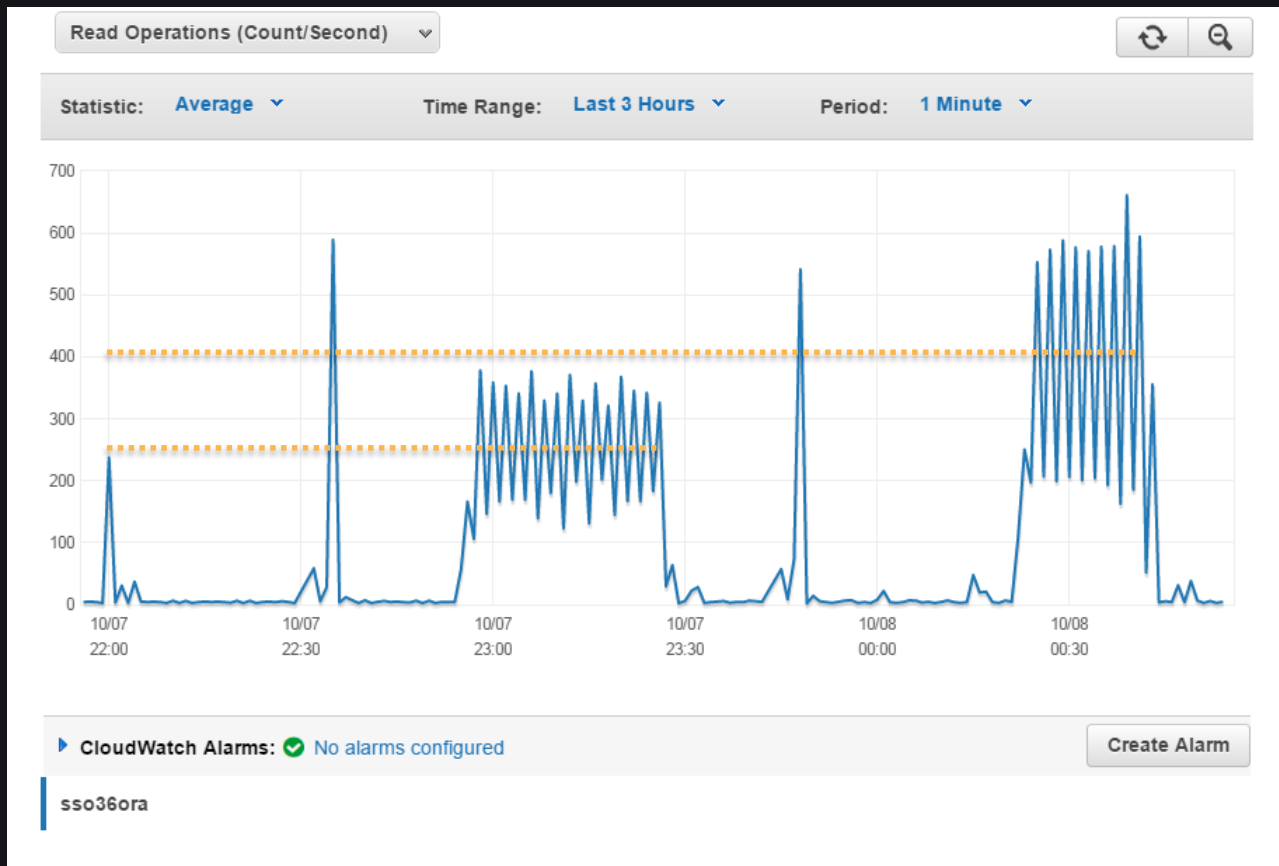 Read Operations (Count/Second)
Statistic: Average Time Range: Last 3 Hours Period: 1 Minute
700
600
500
400
300
200
100
0
10/07 10/07 10/07 10/07 10/08 10/08
22:00 22:30 23:00 23:30 00:00 00:30
CloudWatch Alarms: No alarms configured Create Alarm
sso36ora